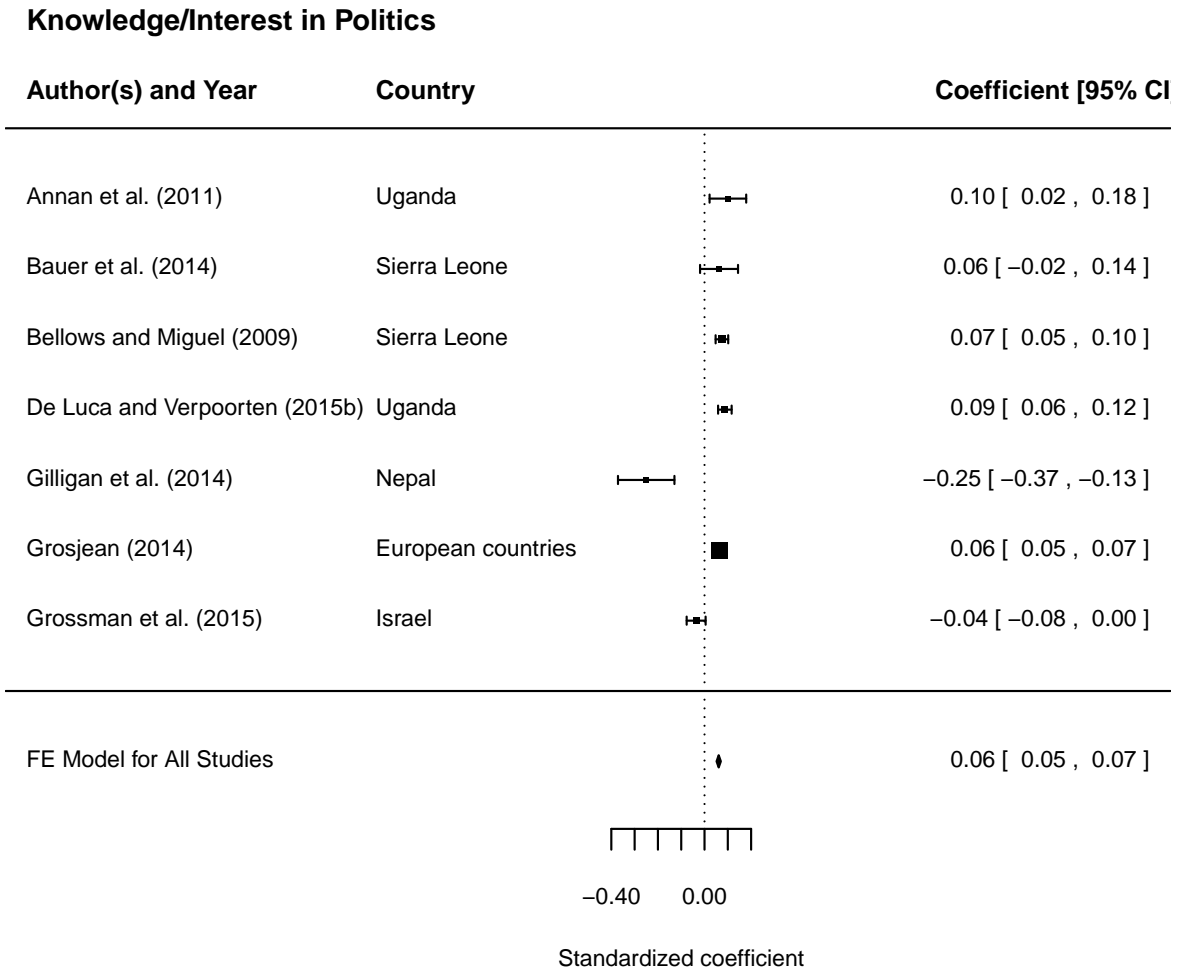 Knowledge/Interest in Politics
Author(s) and Year Country Coefficient [95% CI]
Annan et al. (2011) Uganda 0.10 [ 0.02 , 0.18 ]
Bauer et al. (2014) Sierra Leone 0.06 [ −0.02 , 0.14 ]
Bellows and Miguel (2009) Sierra Leone 0.07 [ 0.05 , 0.10 ]
De Luca and Verpoorten (2015b) Uganda 0.09 [ 0.06 , 0.12 ]
Gilligan et al. (2014) Nepal −0.25 [ −0.37 , −0.13 ]
Grosjean (2014) European countries 0.06 [ 0.05 , 0.07 ]
Grossman et al. (2015) Israel −0.04 [ −0.08 , 0.00 ]
FE Model for All Studies 0.06 [ 0.05 , 0.07 ]
−0.40 0.00
Standardized coefficient